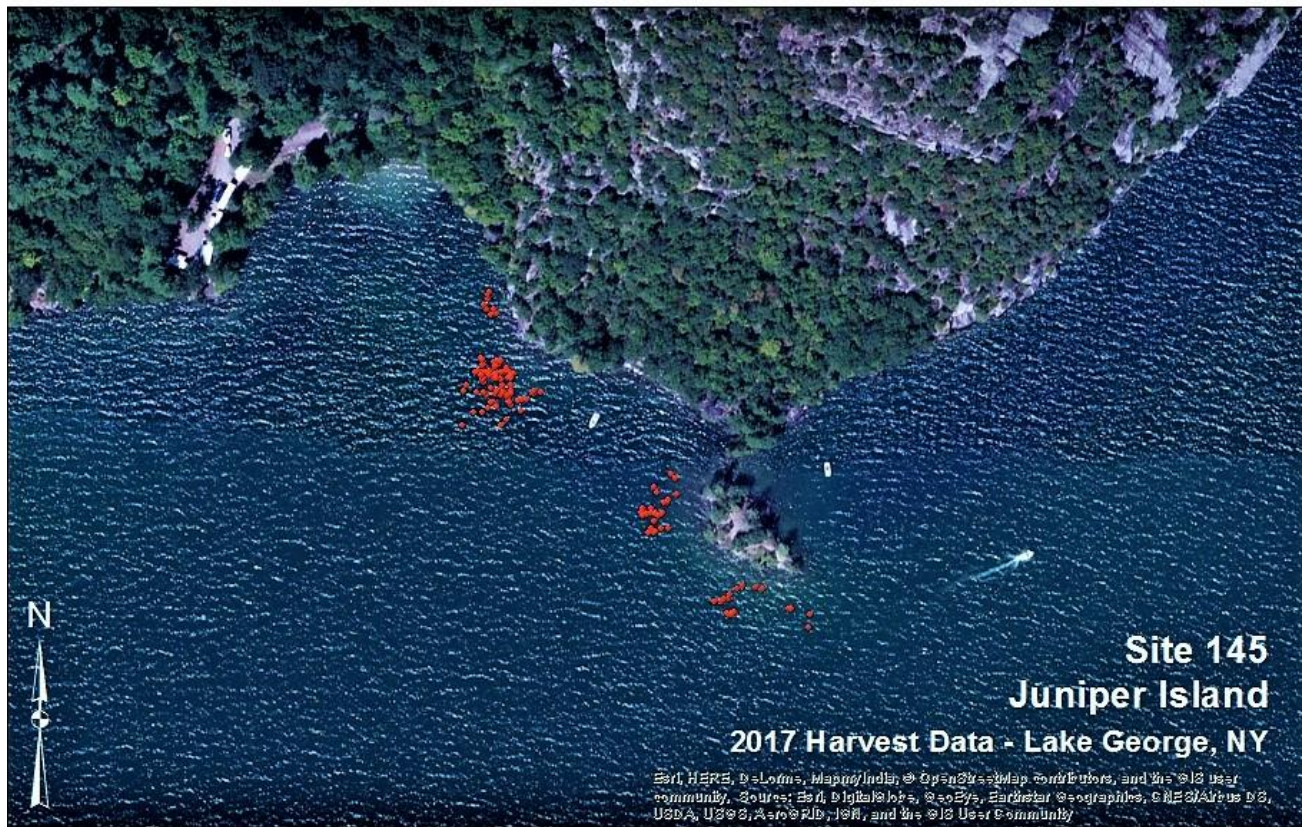 N
Site 145
Juniper Island
2017 Harvest Data - Lake George, NY
Esri, HERE, DeLorme, MapmyIndia, © OpenStreetMap contributors, and the GIS user
community, Source: Esri, DigitalGlobe, GeoEye, Earthstar Geographics, CNES/Airbus DS,
USDA, USGS, AeroGRID, IGN, and the GIS User Community